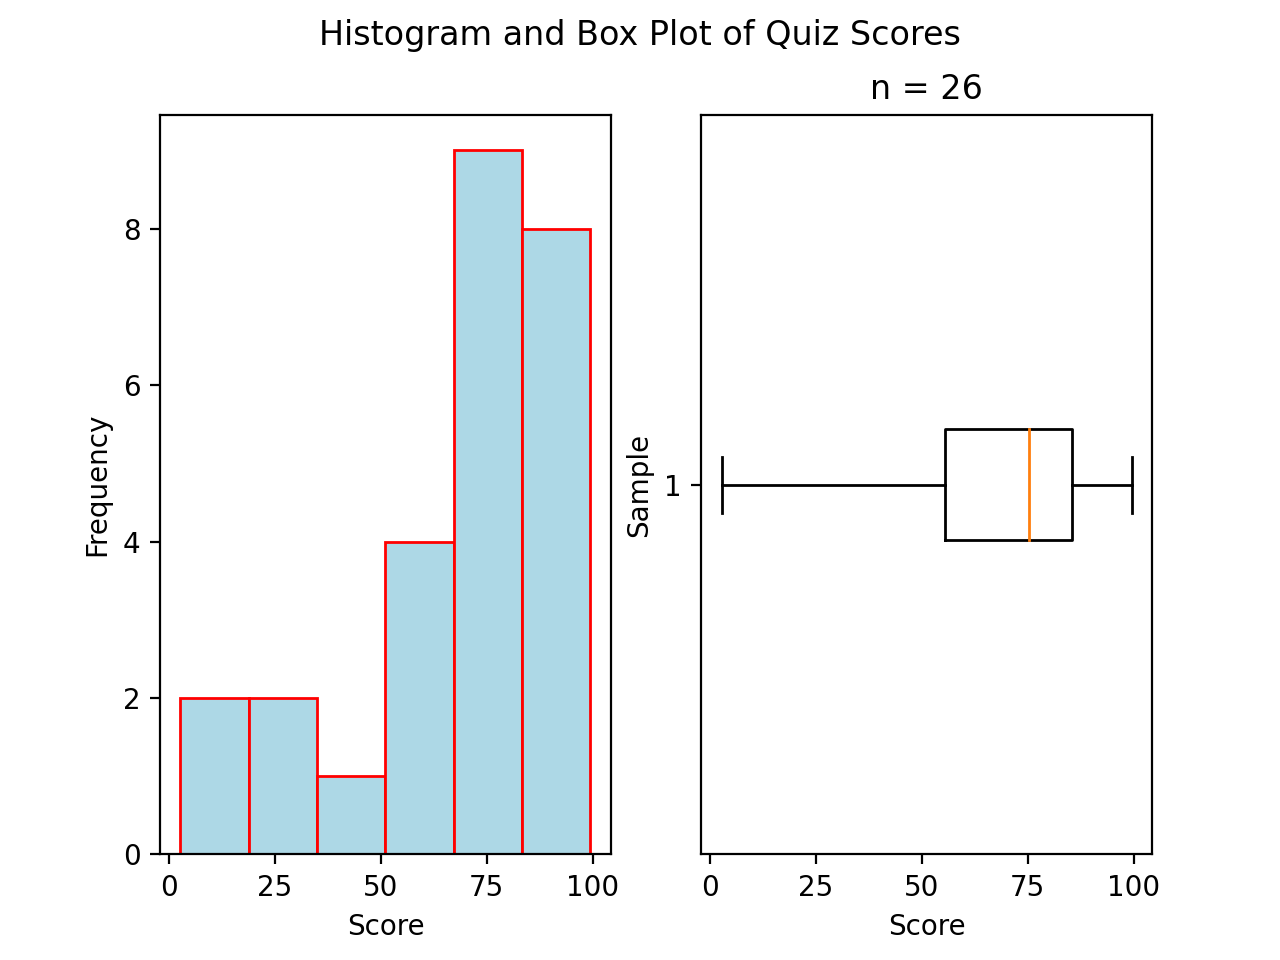 Histogram and Box Plot of Quiz Scores
Frequency
8
6
4
2
0
0 25 50 75 100
Score
n = 26
Sample
1
0 25 50 75 100
Score